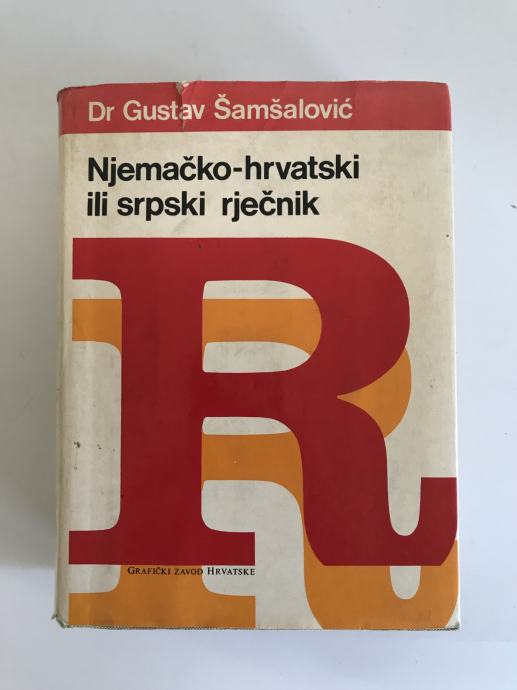 Dr Gustav Šamšalović
Njemačko-hrvatski
ili srpski rječnik
R
GRAFIČKI ZAVOD HRVATSKE